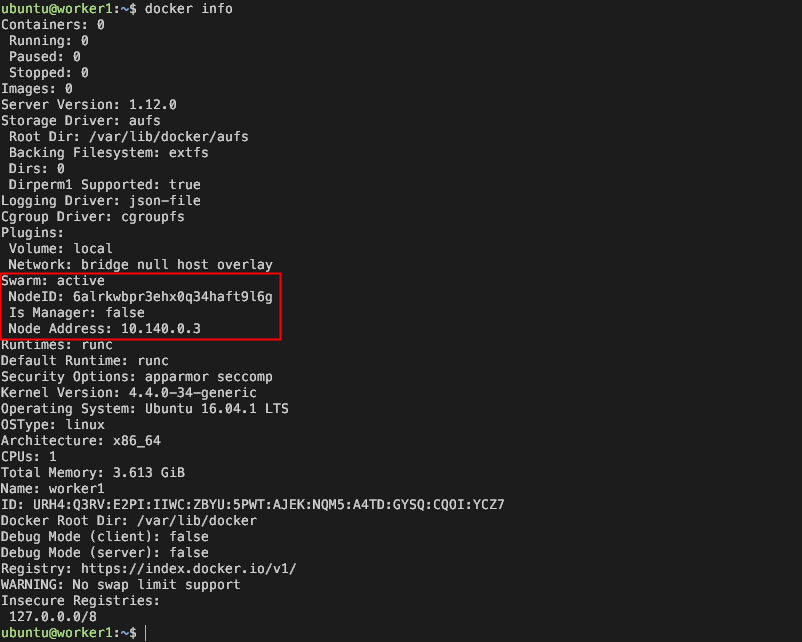 ubuntu@worker1:~$ docker info
Containers: 0
 Running: 0
 Paused: 0
 Stopped: 0
Images: 0
Server Version: 1.12.0
Storage Driver: aufs
 Root Dir: /var/lib/docker/aufs
 Backing Filesystem: extfs
 Dirs: 0
 Dirperm1 Supported: true
Logging Driver: json-file
Cgroup Driver: cgroupfs
Plugins:
 Volume: local
 Network: bridge null host overlay
Swarm: active
 NodeID: 6alrkwbpr3ehx0q34haft9l6g
 Is Manager: false
 Node Address: 10.140.0.3
Runtimes: runc
Default Runtime: runc
Security Options: apparmor seccomp
Kernel Version: 4.4.0-34-generic
Operating System: Ubuntu 16.04.1 LTS
OSType: linux
Architecture: x86_64
CPUs: 1
Total Memory: 3.613 GiB
Name: worker1
ID: URH4:Q3RV:E2PI:IIWC:ZBYU:5PWT:AJEK:NQM5:A4TD:GYSQ:CQOI:YCZ7
Docker Root Dir: /var/lib/docker
Debug Mode (client): false
Debug Mode (server): false
Registry: https://index.docker.io/v1/
WARNING: No swap limit support
Insecure Registries:
 127.0.0.0/8
ubuntu@worker1:~$